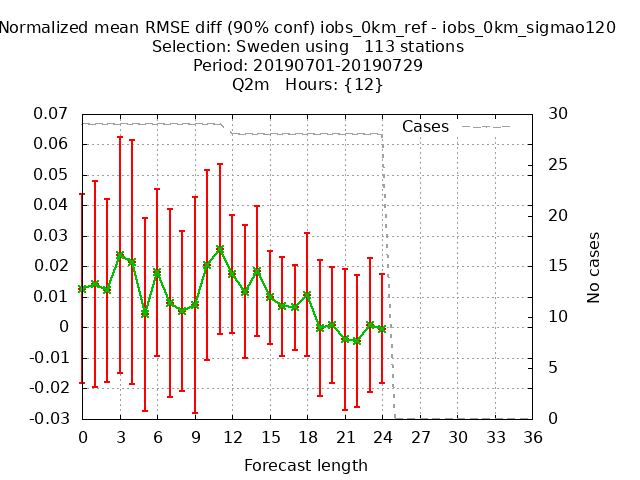 Normalized mean RMSE diff (90% conf) iobs_0km_ref - iobs_0km_sigmao120
Selection: Sweden using 113 stations
Period: 20190701-20190729
Q2m Hours: {12}
Cases
0.07
0.06
0.05
0.04
0.03
0.02
0.01
0
-0.01
-0.02
-0.03
30
25
20
15
10
5
0
No cases
0 3 6 9 12 15 18 21 24 27 30 33 36
Forecast length